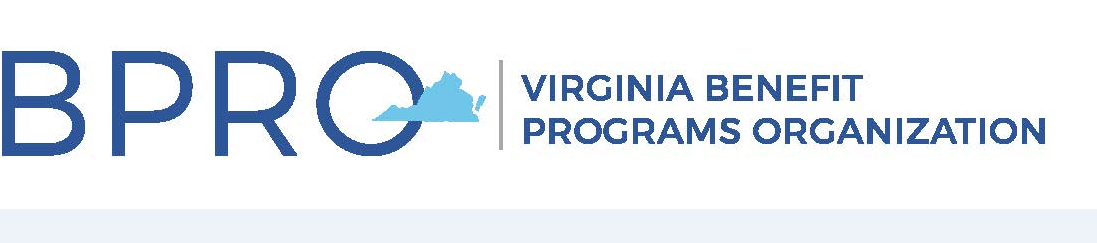 BPRO
VIRGINIA BENEFIT
PROGRAMS ORGANIZATION